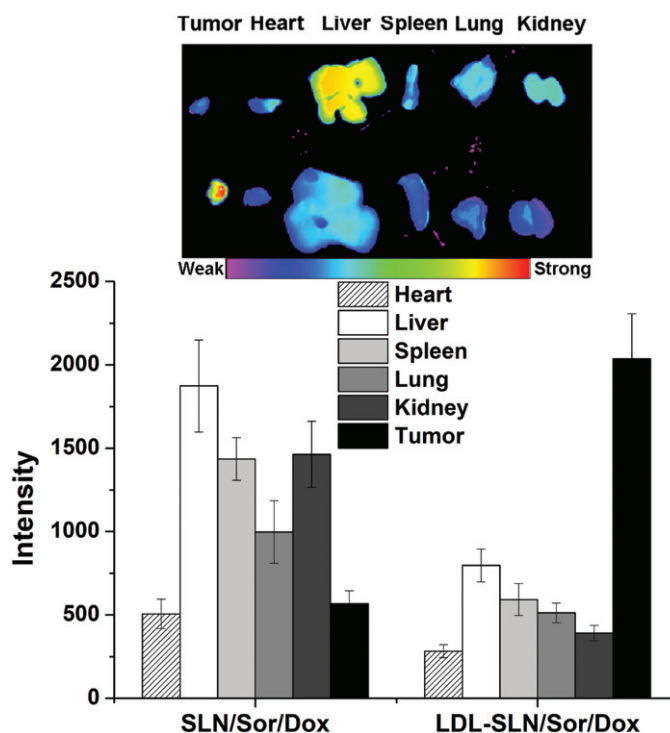 Tumor Heart Liver Spleen Lung Kidney
Weak Strong
2500
2000
1500
1000
500
0
Intensity
Heart
Liver
Spleen
Lung
Kidney
Tumor
SLN/Sor/Dox LDL-SLN/Sor/Dox